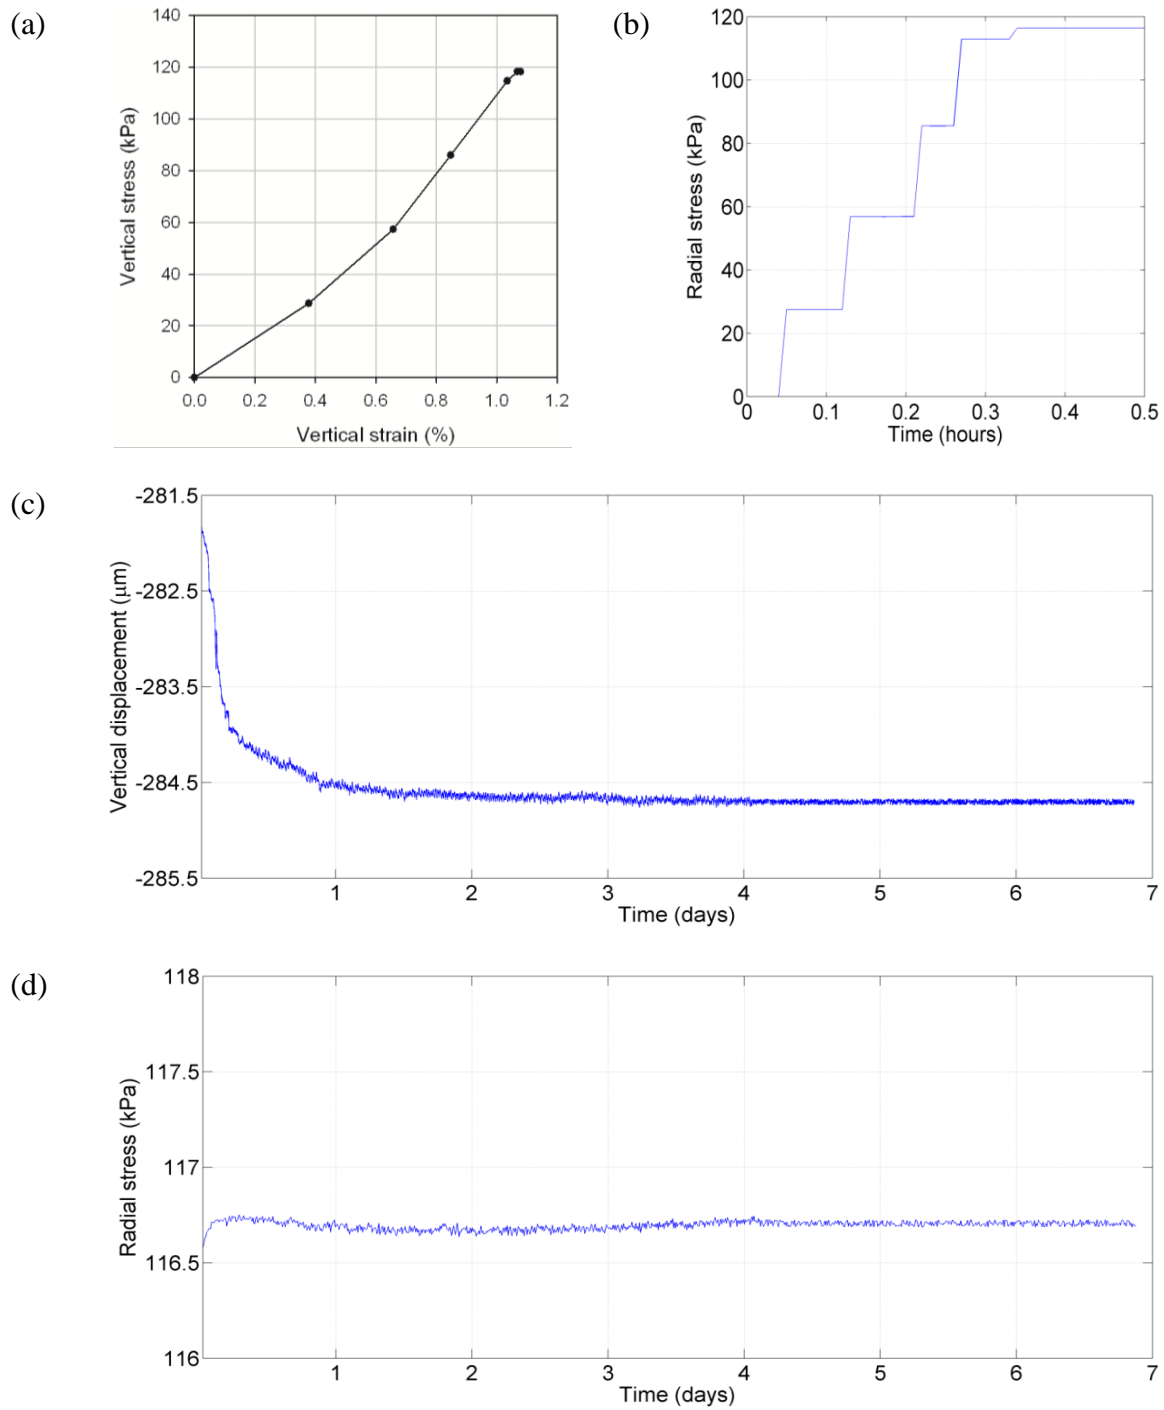 (a)
140
120
100
80
60
40
20
0
Vertical stress (kPa)
0.0 0.2 0.4 0.6 0.8 1.0 1.2
Vertical strain (%)
(b)
120
100
80
60
40
20
0
Radial stress (kPa)
0 0.1 0.2 0.3 0.4 0.5
Time (hours)
(c)
-281.5
-282.5
-283.5
-284.5
-285.5
Vertical displacement (μm)
1 2 3 4 5 6 7
Time (days)
(d)
118
117.5
117
116.5
116
Radial stress (kPa)
1 2 3 4 5 6 7
Time (days)